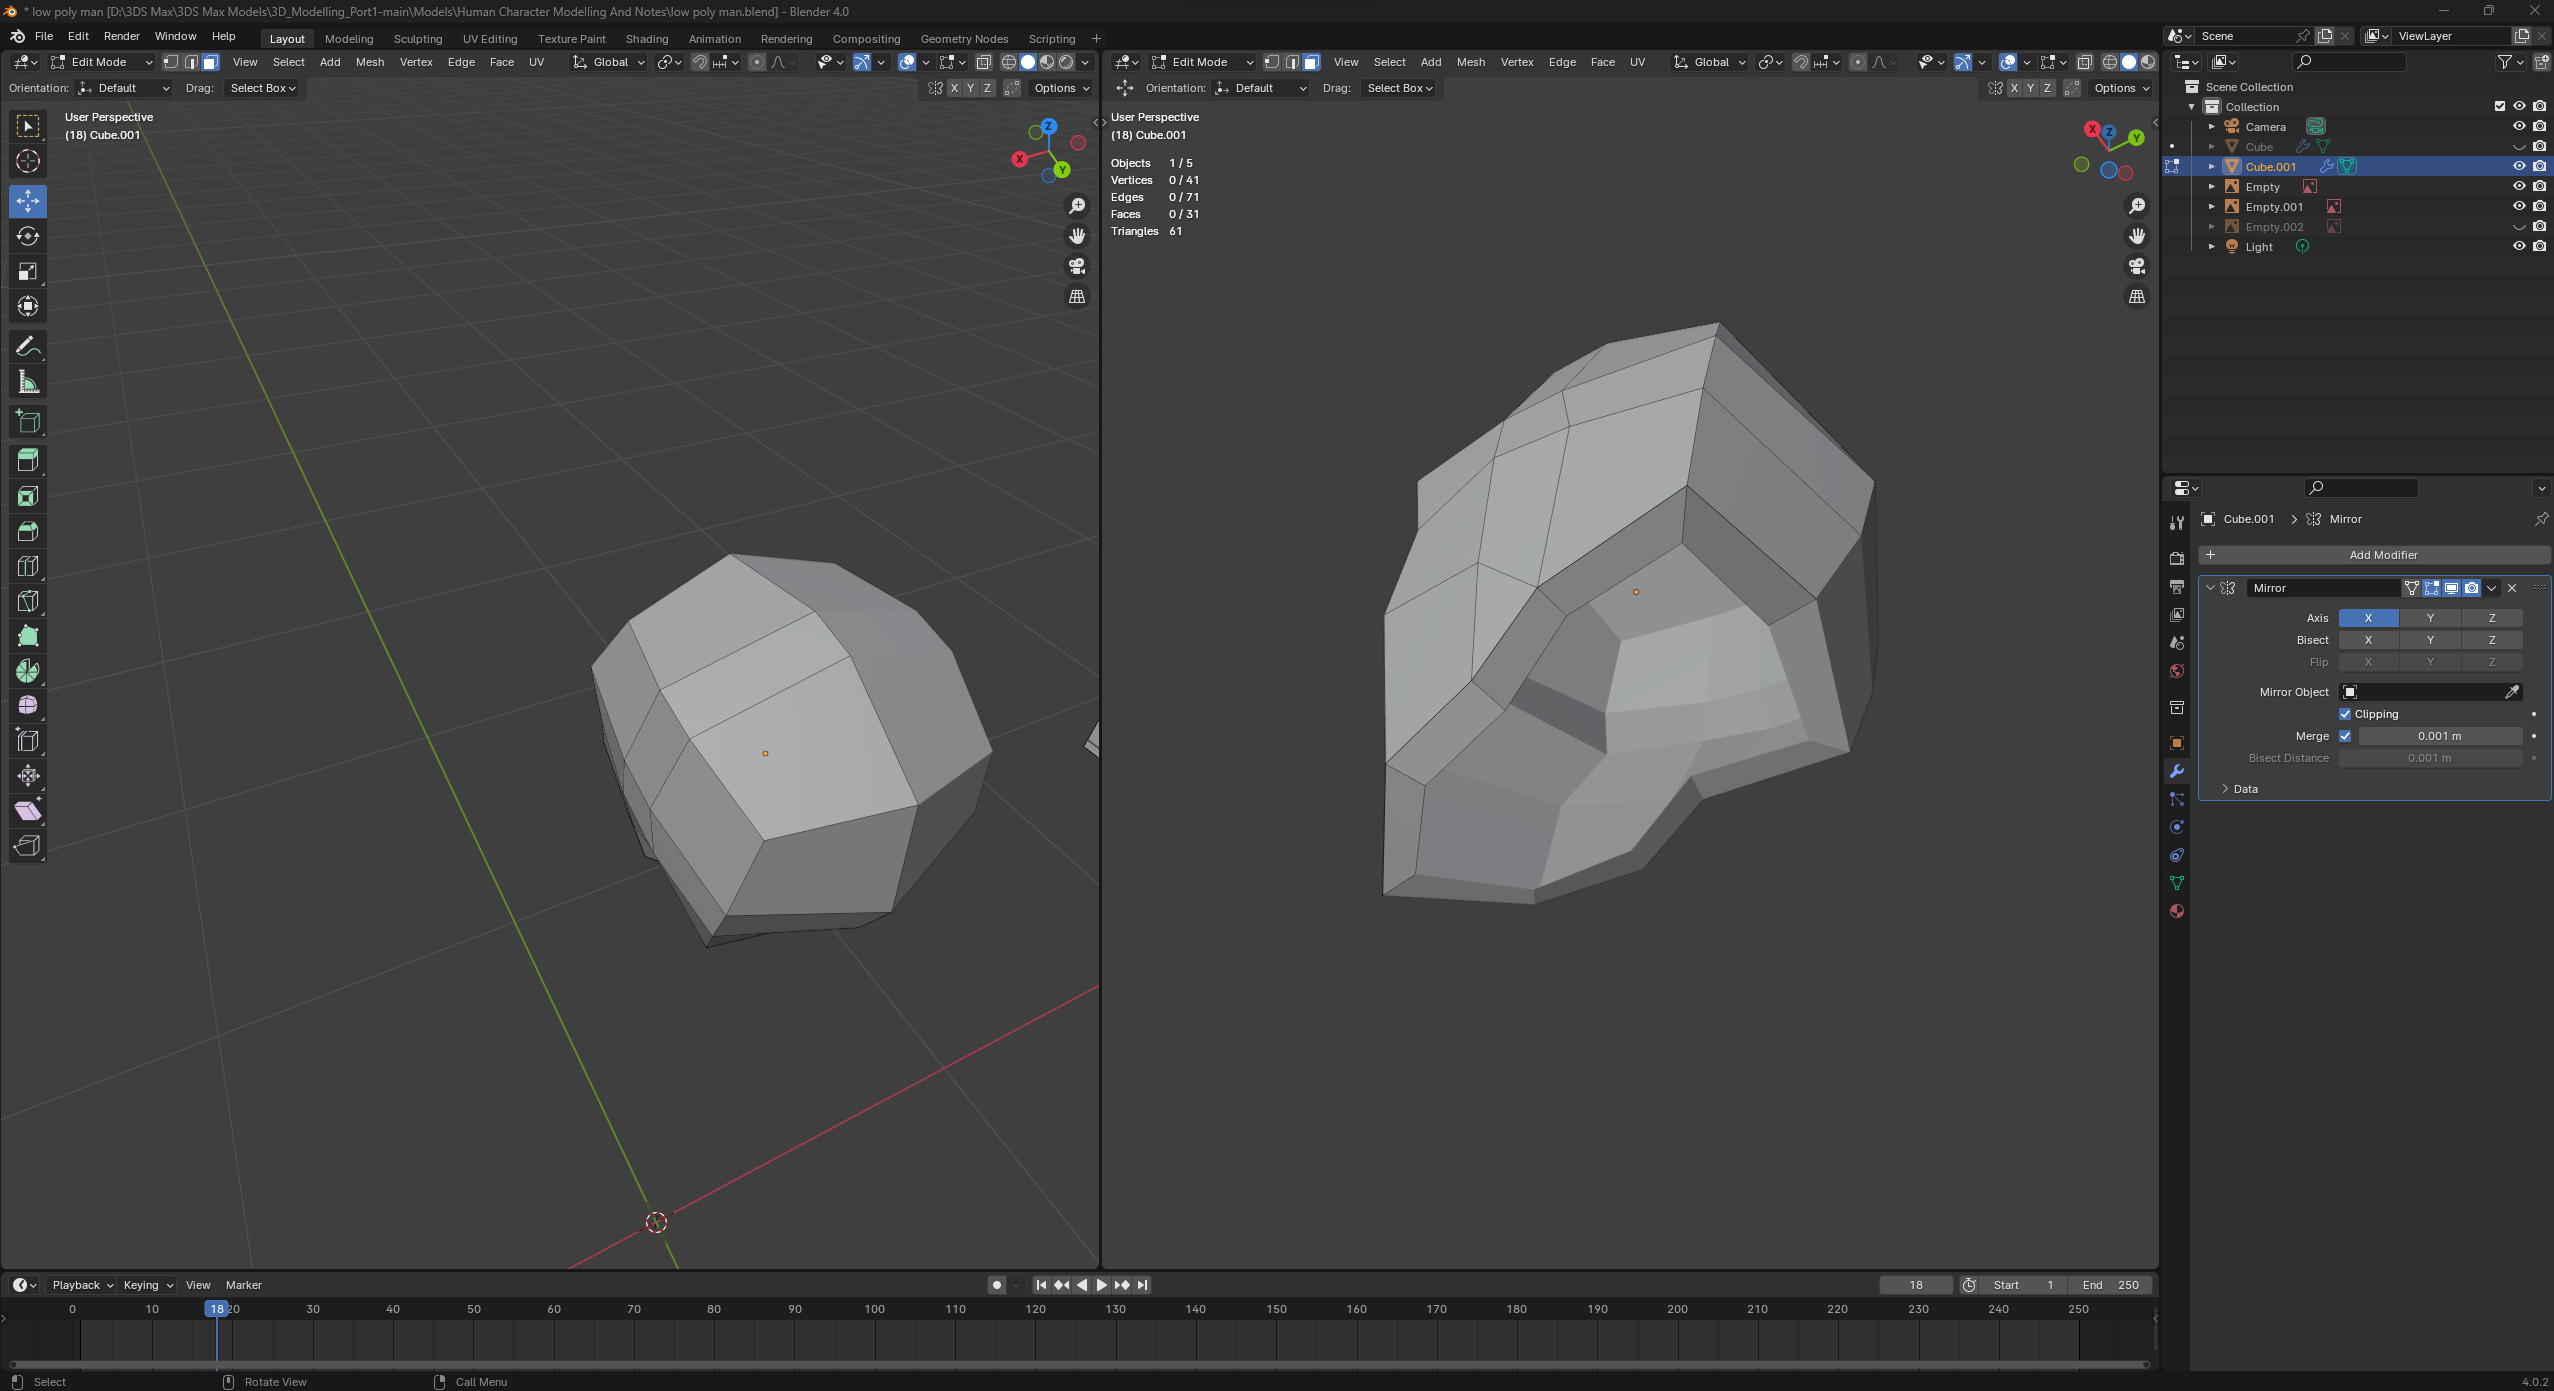 * low poly man [D:\3DS Max\3DS Max Models\3D_Modelling_Port1-main\Models\Human Character Modelling And Notes\low poly man.blend] - Blender 4.0
File Edit Render Window Help Layout Modeling Sculpting UV Editing Texture Paint Shading Animation Rendering Compositing Geometry Nodes Scripting + Scene ViewLayer
Edit Mode View Select Add Mesh Vertex Edge Face UV Global
Edit Mode View Select Add Mesh Vertex Edge Face UV Global
Orientation: Default Drag: Select Box X Y Z Options
Orientation: Default Drag: Select Box X Y Z Options
User Perspective
(18) Cube.001
Z
X
Y
User Perspective
(18) Cube.001
Objects 1 / 5
Vertices 0 / 41
Edges 0 / 71
Faces 0 / 31
Triangles 61
X Z Y
Scene Collection
Collection
Camera
Cube
Cube.001
Empty
Empty.001
Empty.002
Light
Cube.001 > Mirror
+ Add Modifier
Mirror
Axis X Y Z
Bisect X Y Z
Flip X Y Z
Mirror Object
Clipping
Merge 0.001 m
Bisect Distance 0.001 m
Data
Playback Keying View Marker 18 Start 1 End 250
0 10 18 20 30 40 50 60 70 80 90 100 110 120 130 140 150 160 170 180 190 200 210 220 230 240 250
Select Rotate View Call Menu 4.0.2